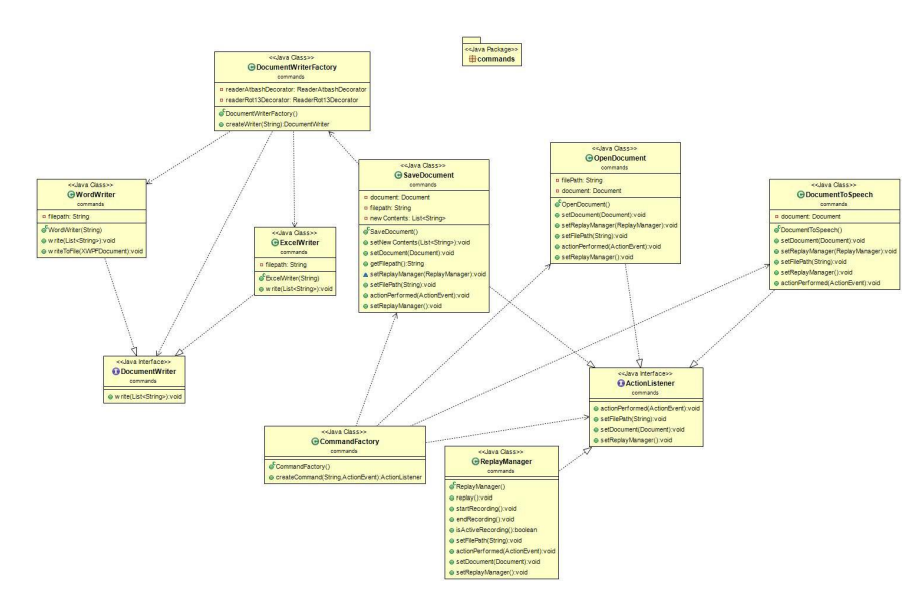 <<Java Package>>
commands
<<Java Class>>
DocumentWriterFactory
commands
readerAtbashDecorator: ReaderAtbashDecorator
readerRot13Decorator: ReaderRot13Decorator
DocumentWriterFactory()
createWriter(String):DocumentWriter
<<Java Class>>
WordWriter
commands
filepath: String
WordWriter(String)
write(List<String>):void
writeToFile(XWPFDocument):void
<<Java Class>>
ExcelWriter
commands
filepath: String
ExcelWriter(String)
write(List<String>):void
<<Java Class>>
SaveDocument
commands
document: Document
filepath: String
newContents: List<String>
SaveDocument()
setNewContents(List<String>):void
setDocument(Document):void
getFilepath():String
setReplayManager(ReplayManager):void
setFilePath(String):void
actionPerformed(ActionEvent):void
setReplayManager():void
<<Java Class>>
OpenDocument
commands
filePath: String
document: Document
OpenDocument()
setDocument(Document):void
setReplayManager(ReplayManager):void
setFilePath(String):void
actionPerformed(ActionEvent):void
setReplayManager():void
<<Java Class>>
DocumentToSpeech
commands
document: Document
DocumentToSpeech()
setDocument(Document):void
setReplayManager(ReplayManager):void
setFilePath(String):void
setReplayManager():void
actionPerformed(ActionEvent):void
<<Java Interface>>
DocumentWriter
commands
write(List<String>):void
<<Java Interface>>
ActionListener
commands
actionPerformed(ActionEvent):void
setFilePath(String):void
setDocument(Document):void
setReplayManager():void
<<Java Class>>
CommandFactory
commands
CommandFactory()
createCommand(String,ActionEvent):ActionListener
<<Java Class>>
ReplayManager
commands
ReplayManager()
replay():void
startRecording():void
endRecording():void
isActiveRecording():boolean
setFilePath(String):void
actionPerformed(ActionEvent):void
setDocument(Document):void
setReplayManager():void